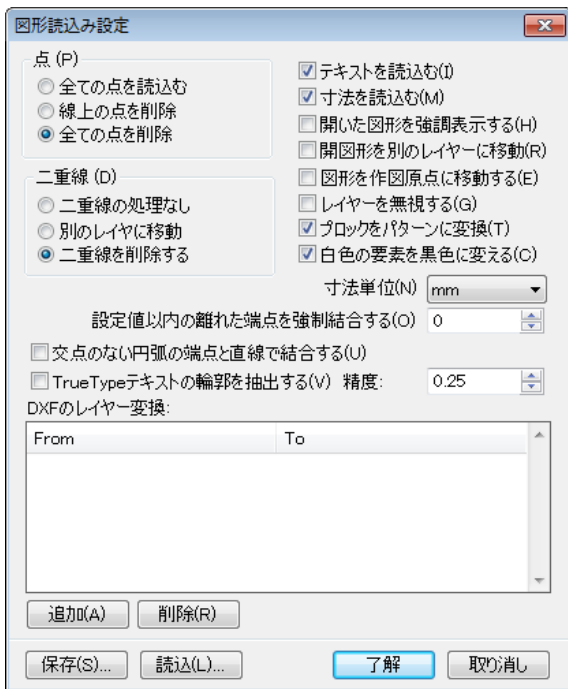 図形読込み設定
点 (P)
全ての点を読込む
線上の点を削除
全ての点を削除
二重線 (D)
二重線の処理なし
別のレイヤに移動
二重線を削除する
テキストを読込む(I)
寸法を読込む(M)
開いた図形を強調表示する(H)
開図形を別のレイヤーに移動(R)
図形を作図原点に移動する(E)
レイヤーを無視する(G)
ブロックをパターンに変換(T)
白色の要素を黒色に変える(C)
寸法単位(N) mm
設定値以内の離れた端点を強制結合する(O) 0
交点のない円弧の端点と直線で結合する(U)
TrueTypeテキストの輪郭を抽出する(V) 精度: 0.25
DXFのレイヤー変換:
From To
追加(A) 削除(R)
保存(S)... 読込(L)... 了解 取り消し